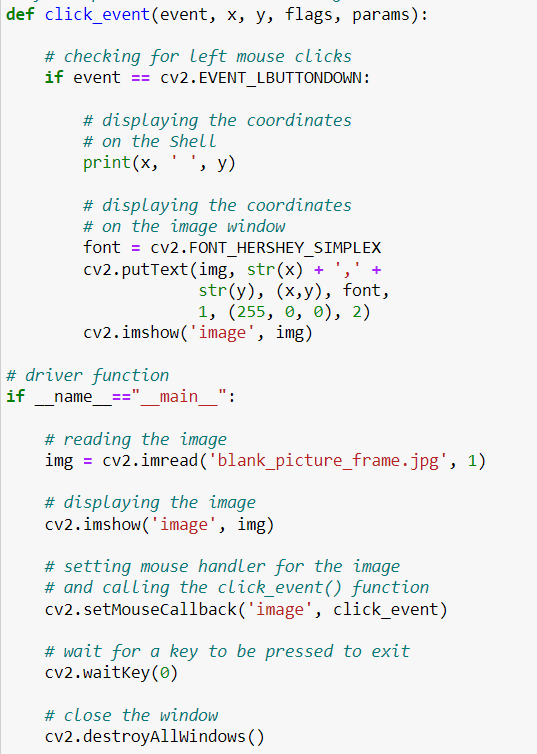 def click_event(event, x, y, flags, params):
# checking for left mouse clicks
if event == cv2.EVENT_LBUTTONDOWN:
# displaying the coordinates
# on the Shell
print(x, ' ', y)
# displaying the coordinates
# on the image window
font = cv2.FONT_HERSHEY_SIMPLEX
cv2.putText(img, str(x) + ',' +
str(y), (x,y), font,
1, (255, 0, 0), 2)
cv2.imshow('image', img)
# driver function
if __name__=="__main__":
# reading the image
img = cv2.imread('blank_picture_frame.jpg', 1)
# displaying the image
cv2.imshow('image', img)
# setting mouse handler for the image
# and calling the click_event() function
cv2.setMouseCallback('image', click_event)
# wait for a key to be pressed to exit
cv2.waitKey(0)
# close the window
cv2.destroyAllWindows()